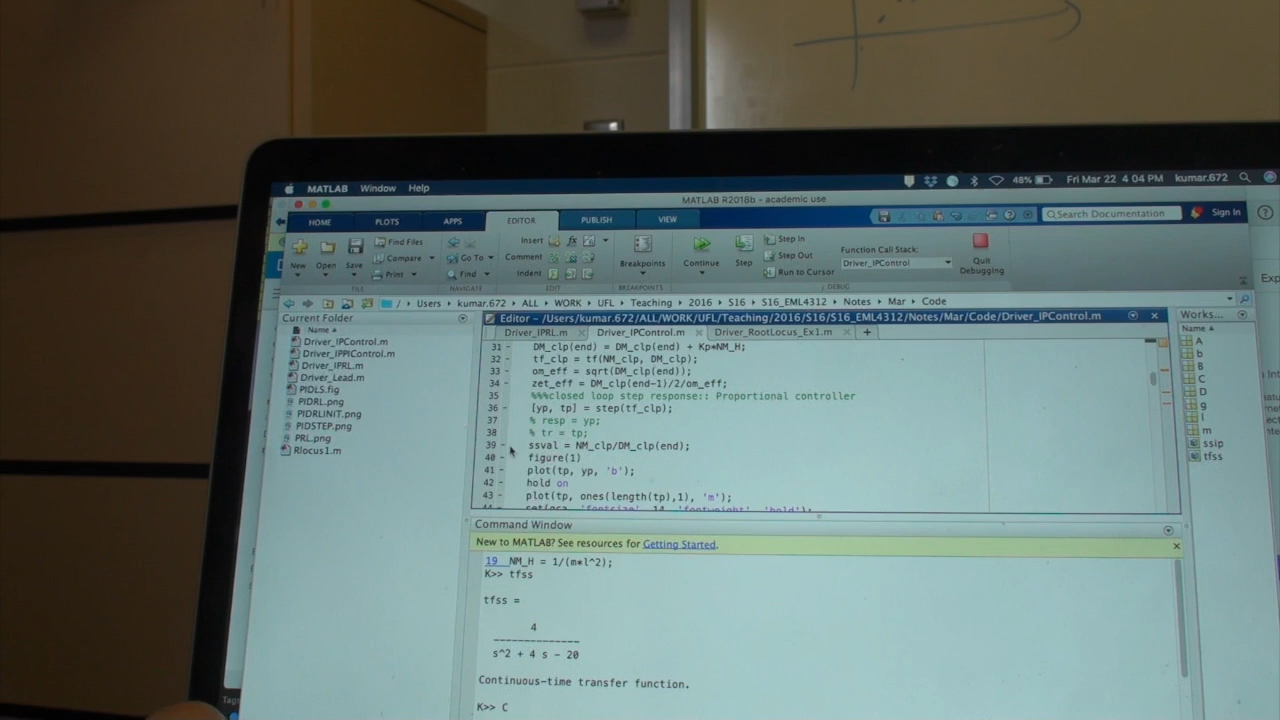 MATLAB Window Help 48% Fri Mar 22 4:04 PM kumar.672
MATLAB R2018b - academic use
HOME PLOTS APPS EDITOR PUBLISH VIEW Search Documentation Sign In
New Open Save Find Files Compare Print Go To Find Insert Comment Indent Breakpoints Continue Step Step In Step Out Run to Cursor Function Call Stack: Driver_IPControl Quit Debugging
FILE NAVIGATE EDIT BREAKPOINTS DEBUG
/ Users kumar.672 ALL WORK UFL Teaching 2016 S16 S16_EML4312 Notes Mar Code
Current Folder
Name
Driver_IPControl.m
Driver_IPPIControl.m
Driver_IPRL.m
Driver_Lead.m
PIDLS.fig
PIDRL.png
PIDRLINIT.png
PIDSTEP.png
PRL.png
Rlocus1.m
Editor - /Users/kumar.672/ALL/WORK/UFL/Teaching/2016/S16/S16_EML4312/Notes/Mar/Code/Driver_IPControl.m
Driver_IPRL.m Driver_IPControl.m Driver_RootLocus_Ex1.m
31 - DM_clp(end) = DM_clp(end) + Kp*NM_H;
32 - tf_clp = tf(NM_clp, DM_clp);
33 - om_eff = sqrt(DM_clp(end));
34 - zet_eff = DM_clp(end-1)/2/om_eff;
35 %%%closed loop step response:: Proportional controller
36 - [yp, tp] = step(tf_clp);
37 % resp = yp;
38 % tr = tp;
39 - ssval = NM_clp/DM_clp(end);
40 - figure(1)
41 - plot(tp, yp, 'b');
42 - hold on
43 - plot(tp, ones(length(tp),1), 'm');
Works...
Name
A
b
B
C
D
g
l
m
ssip
tfss
Command Window
New to MATLAB? See resources for Getting Started.
19 NM_H = 1/(m*l^2);
K>> tfss
tfss =
4
--------------
s^2 + 4 s - 20
Continuous-time transfer function.
K>> C
Tags